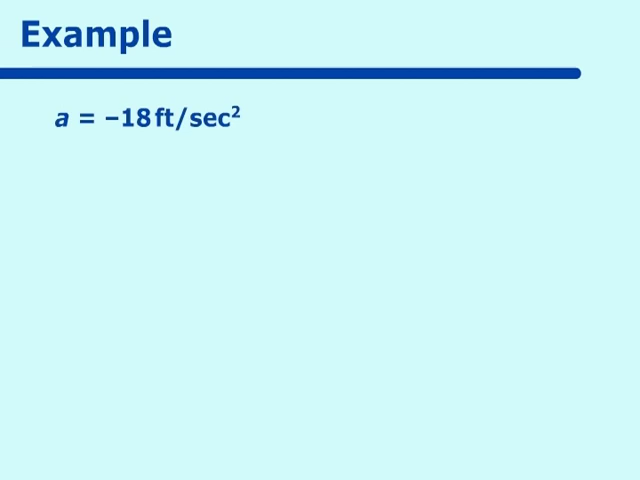 Example
a = –18 ft/sec²